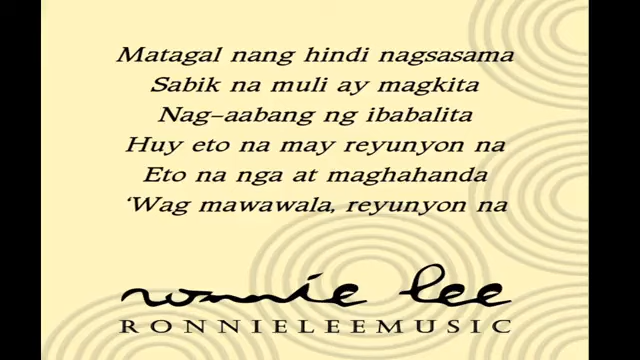 Matagal nang hindi nagsasama
Sabik na muli ay magkita
Nag-aabang ng ibabalita
Huy eto na may reyunyon na
Eto na nga at maghahanda
‘Wag mawawala, reyunyon na
ronnie lee
RONNIELEEMUSIC